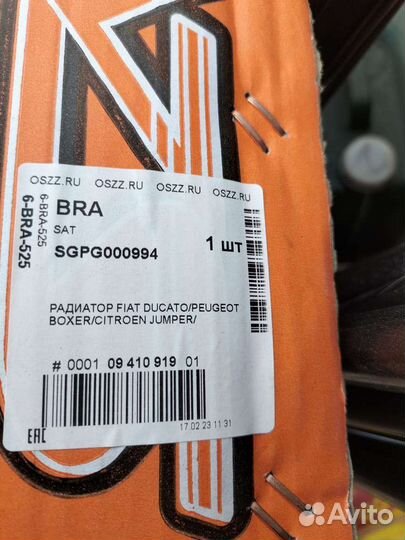 OSZZ.RU OSZZ.RU OSZZ.RU OSZZ.RU
6-BRA-525
6-BRA-525
BRA
SAT
SGPG000994
1 шт
РАДИАТОР FIAT DUCATO/PEUGEOT
BOXER/CITROEN JUMPER/
# 0001 09 410 919 01
17 02 23 11:31
EAC
Avito